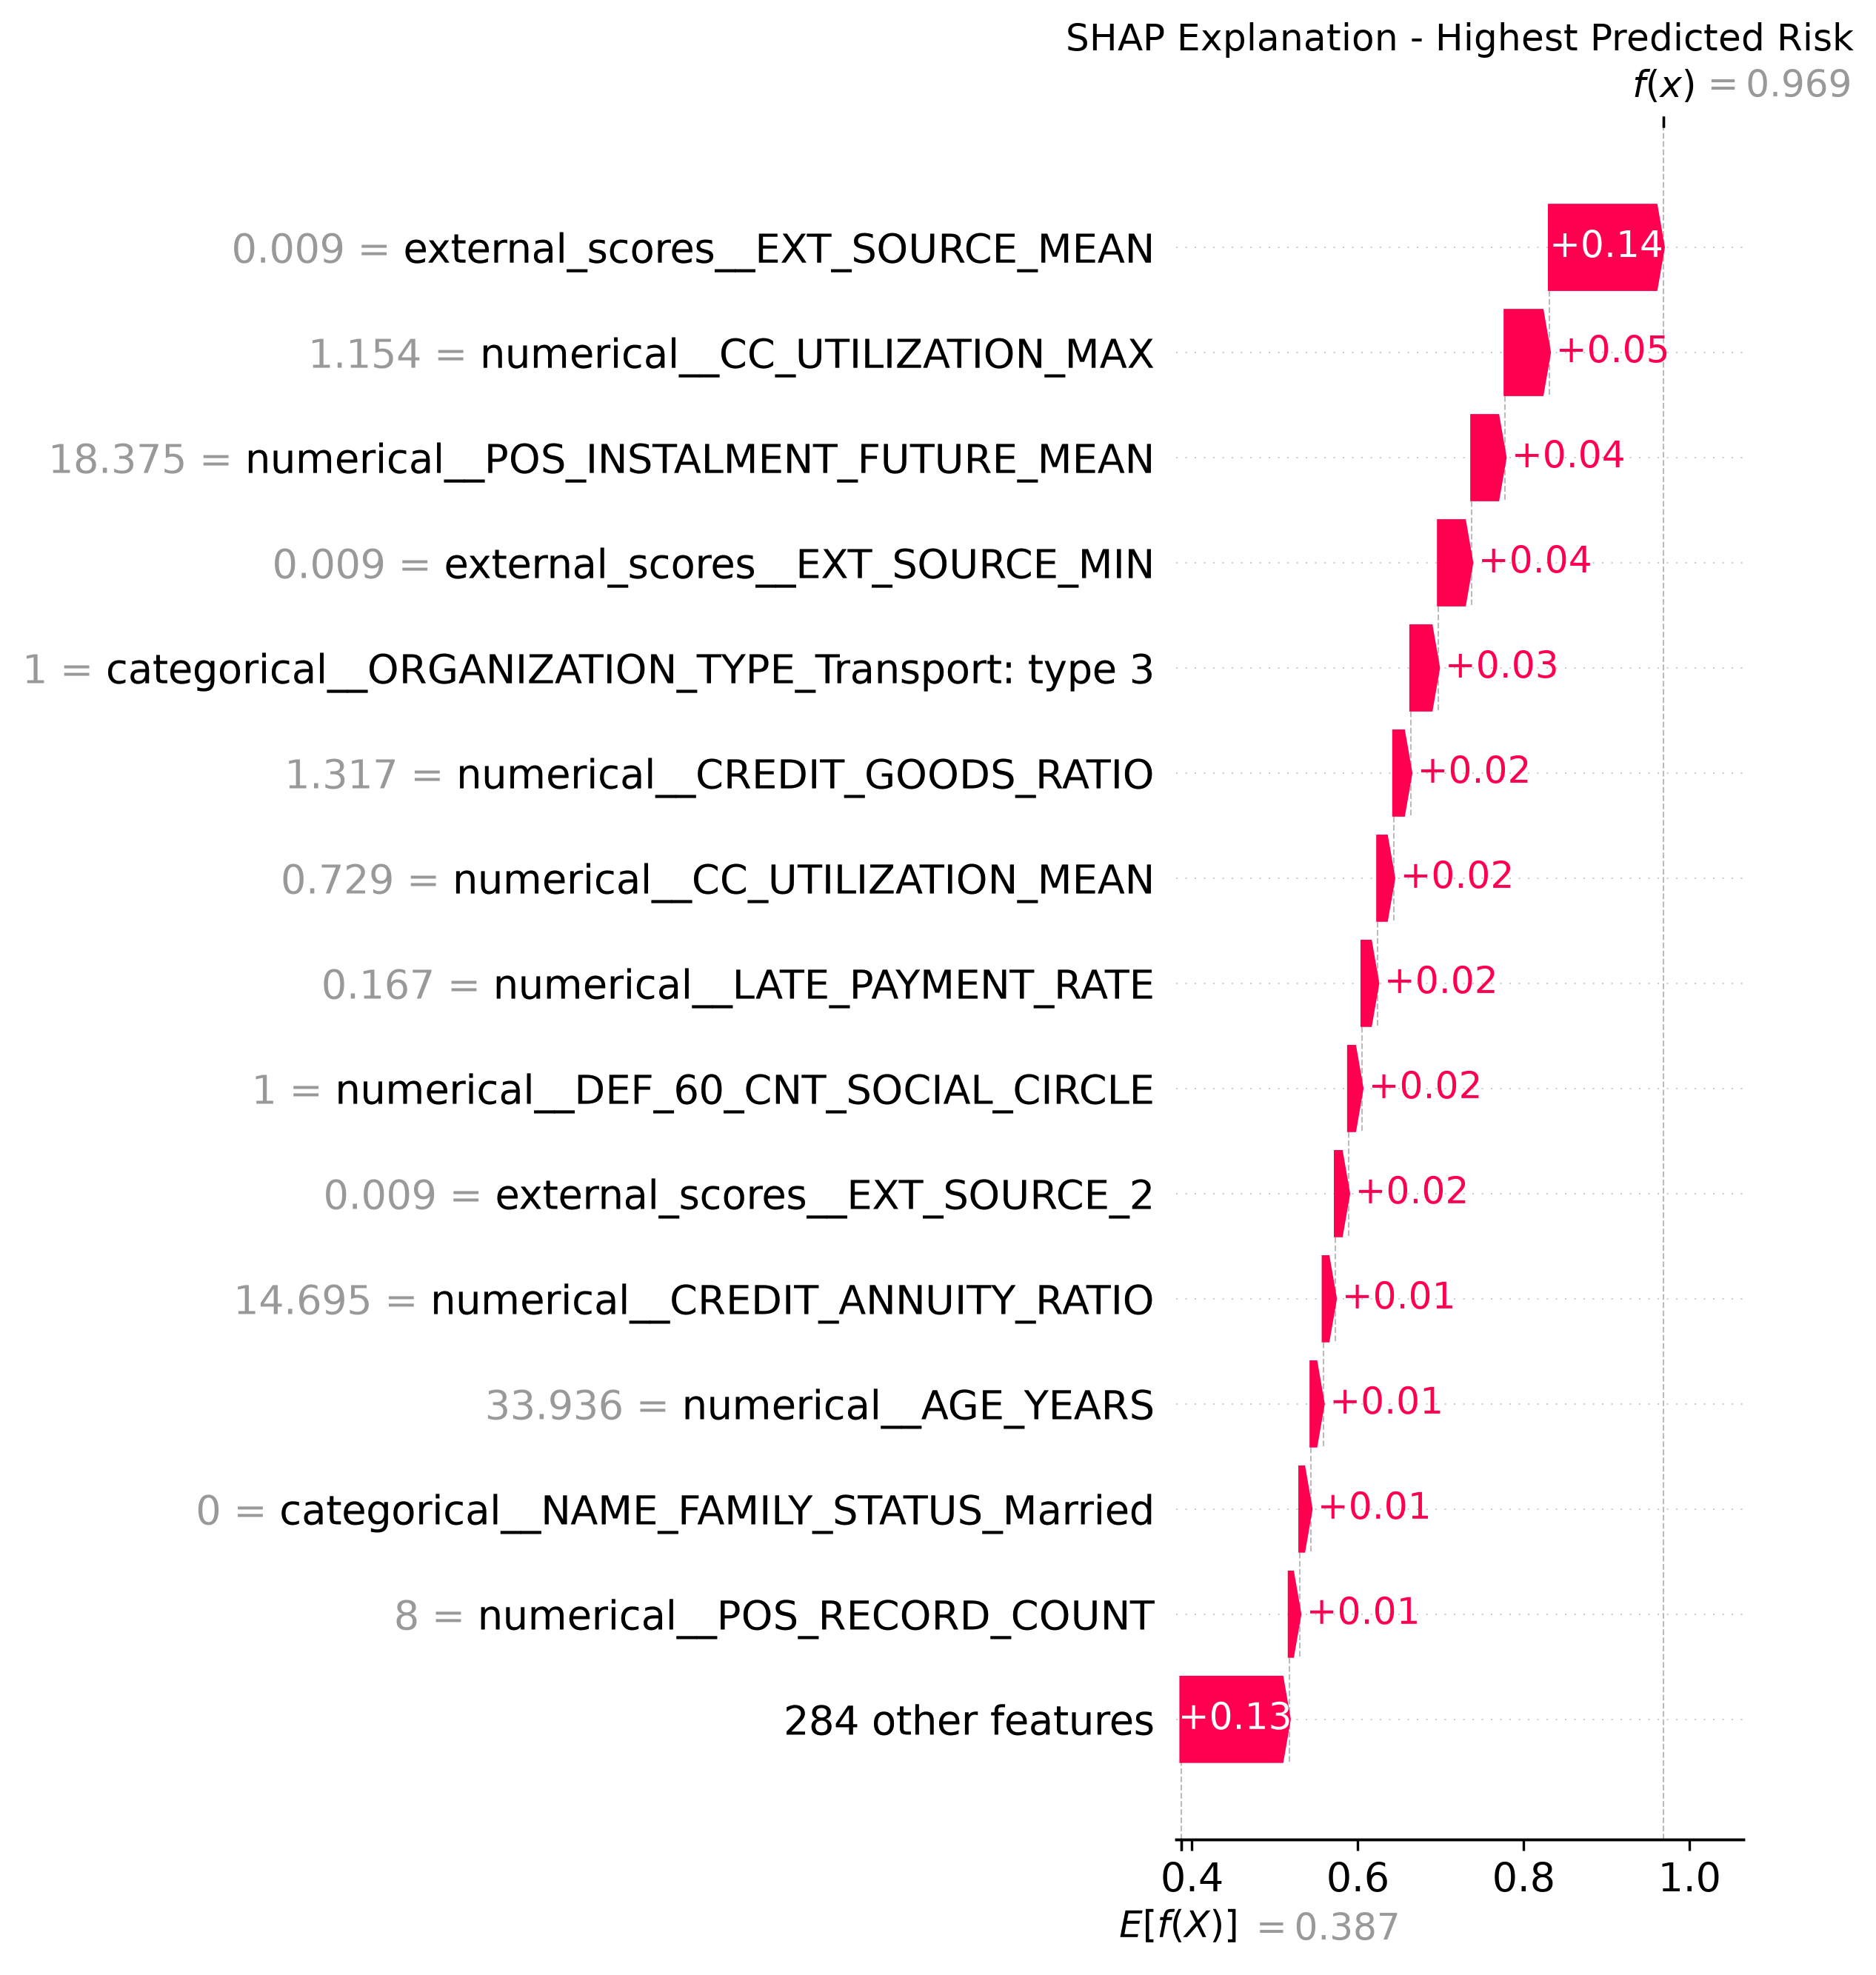 SHAP Explanation - Highest Predicted Risk
f(x) = 0.969
0.009 = external_scores__EXT_SOURCE_MEAN
+0.14
1.154 = numerical__CC_UTILIZATION_MAX
+0.05
18.375 = numerical__POS_INSTALMENT_FUTURE_MEAN
+0.04
0.009 = external_scores__EXT_SOURCE_MIN
+0.04
1 = categorical__ORGANIZATION_TYPE_Transport: type 3
+0.03
1.317 = numerical__CREDIT_GOODS_RATIO
+0.02
0.729 = numerical__CC_UTILIZATION_MEAN
+0.02
0.167 = numerical__LATE_PAYMENT_RATE
+0.02
1 = numerical__DEF_60_CNT_SOCIAL_CIRCLE
+0.02
0.009 = external_scores__EXT_SOURCE_2
+0.02
14.695 = numerical__CREDIT_ANNUITY_RATIO
+0.01
33.936 = numerical__AGE_YEARS
+0.01
0 = categorical__NAME_FAMILY_STATUS_Married
+0.01
8 = numerical__POS_RECORD_COUNT
+0.01
284 other features
+0.13
0.4 0.6 0.8 1.0
E[f(X)] = 0.387